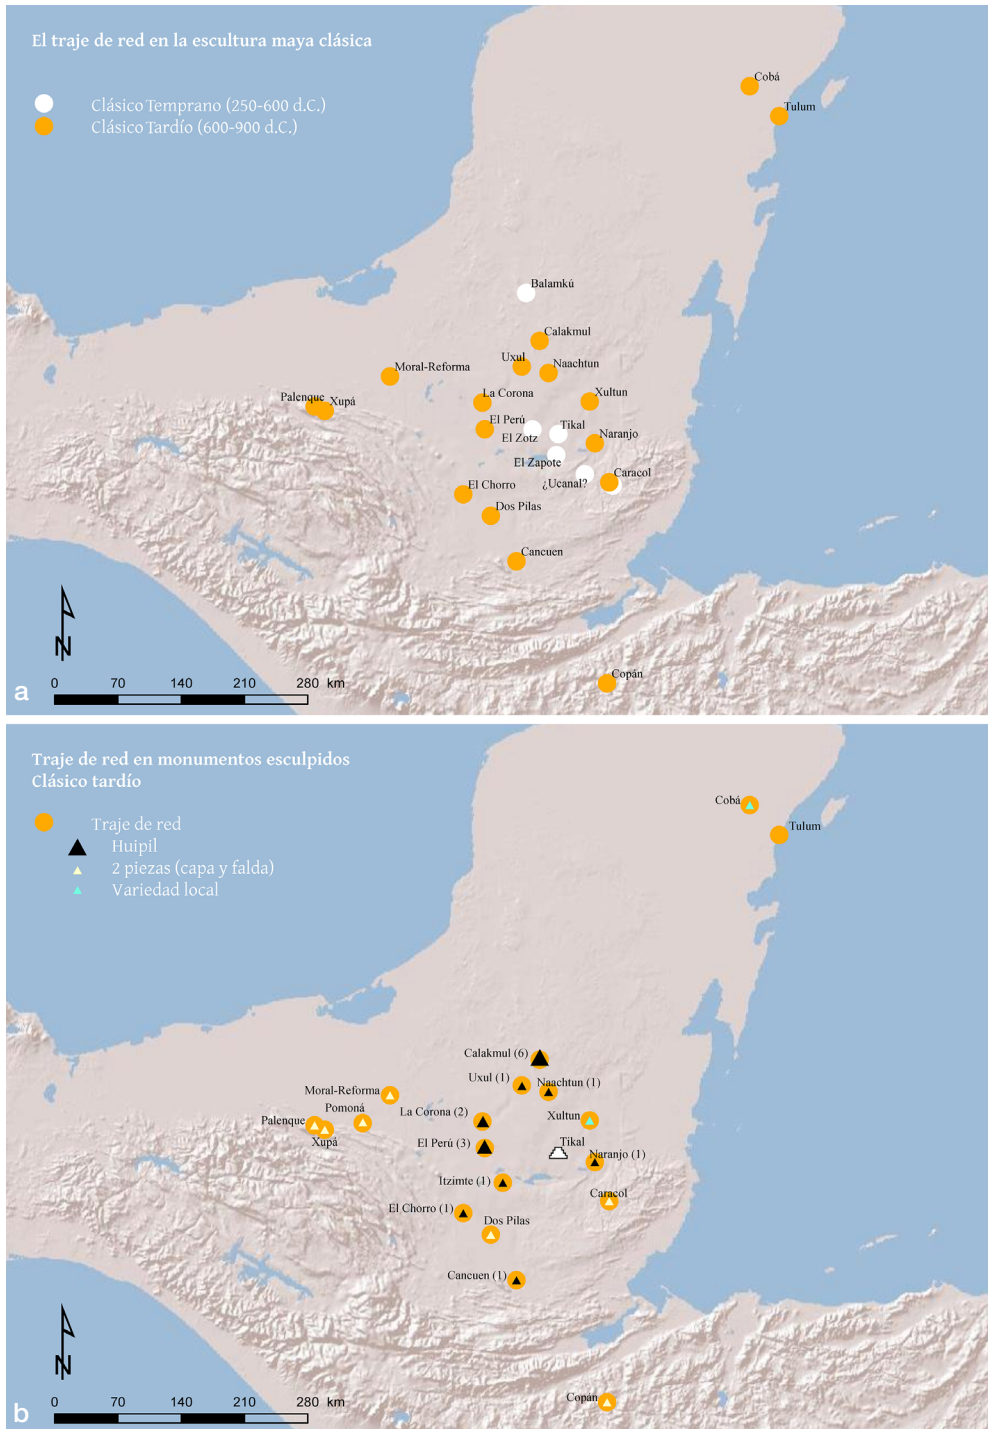 El traje de red en la escultura maya clásica
Clásico Temprano (250-600 d.C.)
Clásico Tardío (600-900 d.C.)
Cobá
Tulum
Balamkú
Calakmul
Uxul
Naachtun
Moral-Reforma
La Corona
Xultun
Palenque
Xupá
El Perú
Tikal
El Zotz
Naranjo
El Zapote
Caracol
¿Ucanal?
El Chorro
Dos Pilas
Cancuen
Copán
N
0 70 140 210 280 km
a
Traje de red en monumentos esculpidos
Clásico tardío
Traje de red
Huipil
2 piezas (capa y falda)
Variedad local
Cobá
Tulum
Calakmul (6)
Uxul (1)
Naachtun (1)
Moral-Reforma
Pomoná
La Corona (2)
Xultun
Palenque
Xupá
El Perú (3)
Tikal
Naranjo (1)
Itzimte (1)
Caracol
El Chorro (1)
Dos Pilas
Cancuen (1)
Copán
N
0 70 140 210 280 km
b